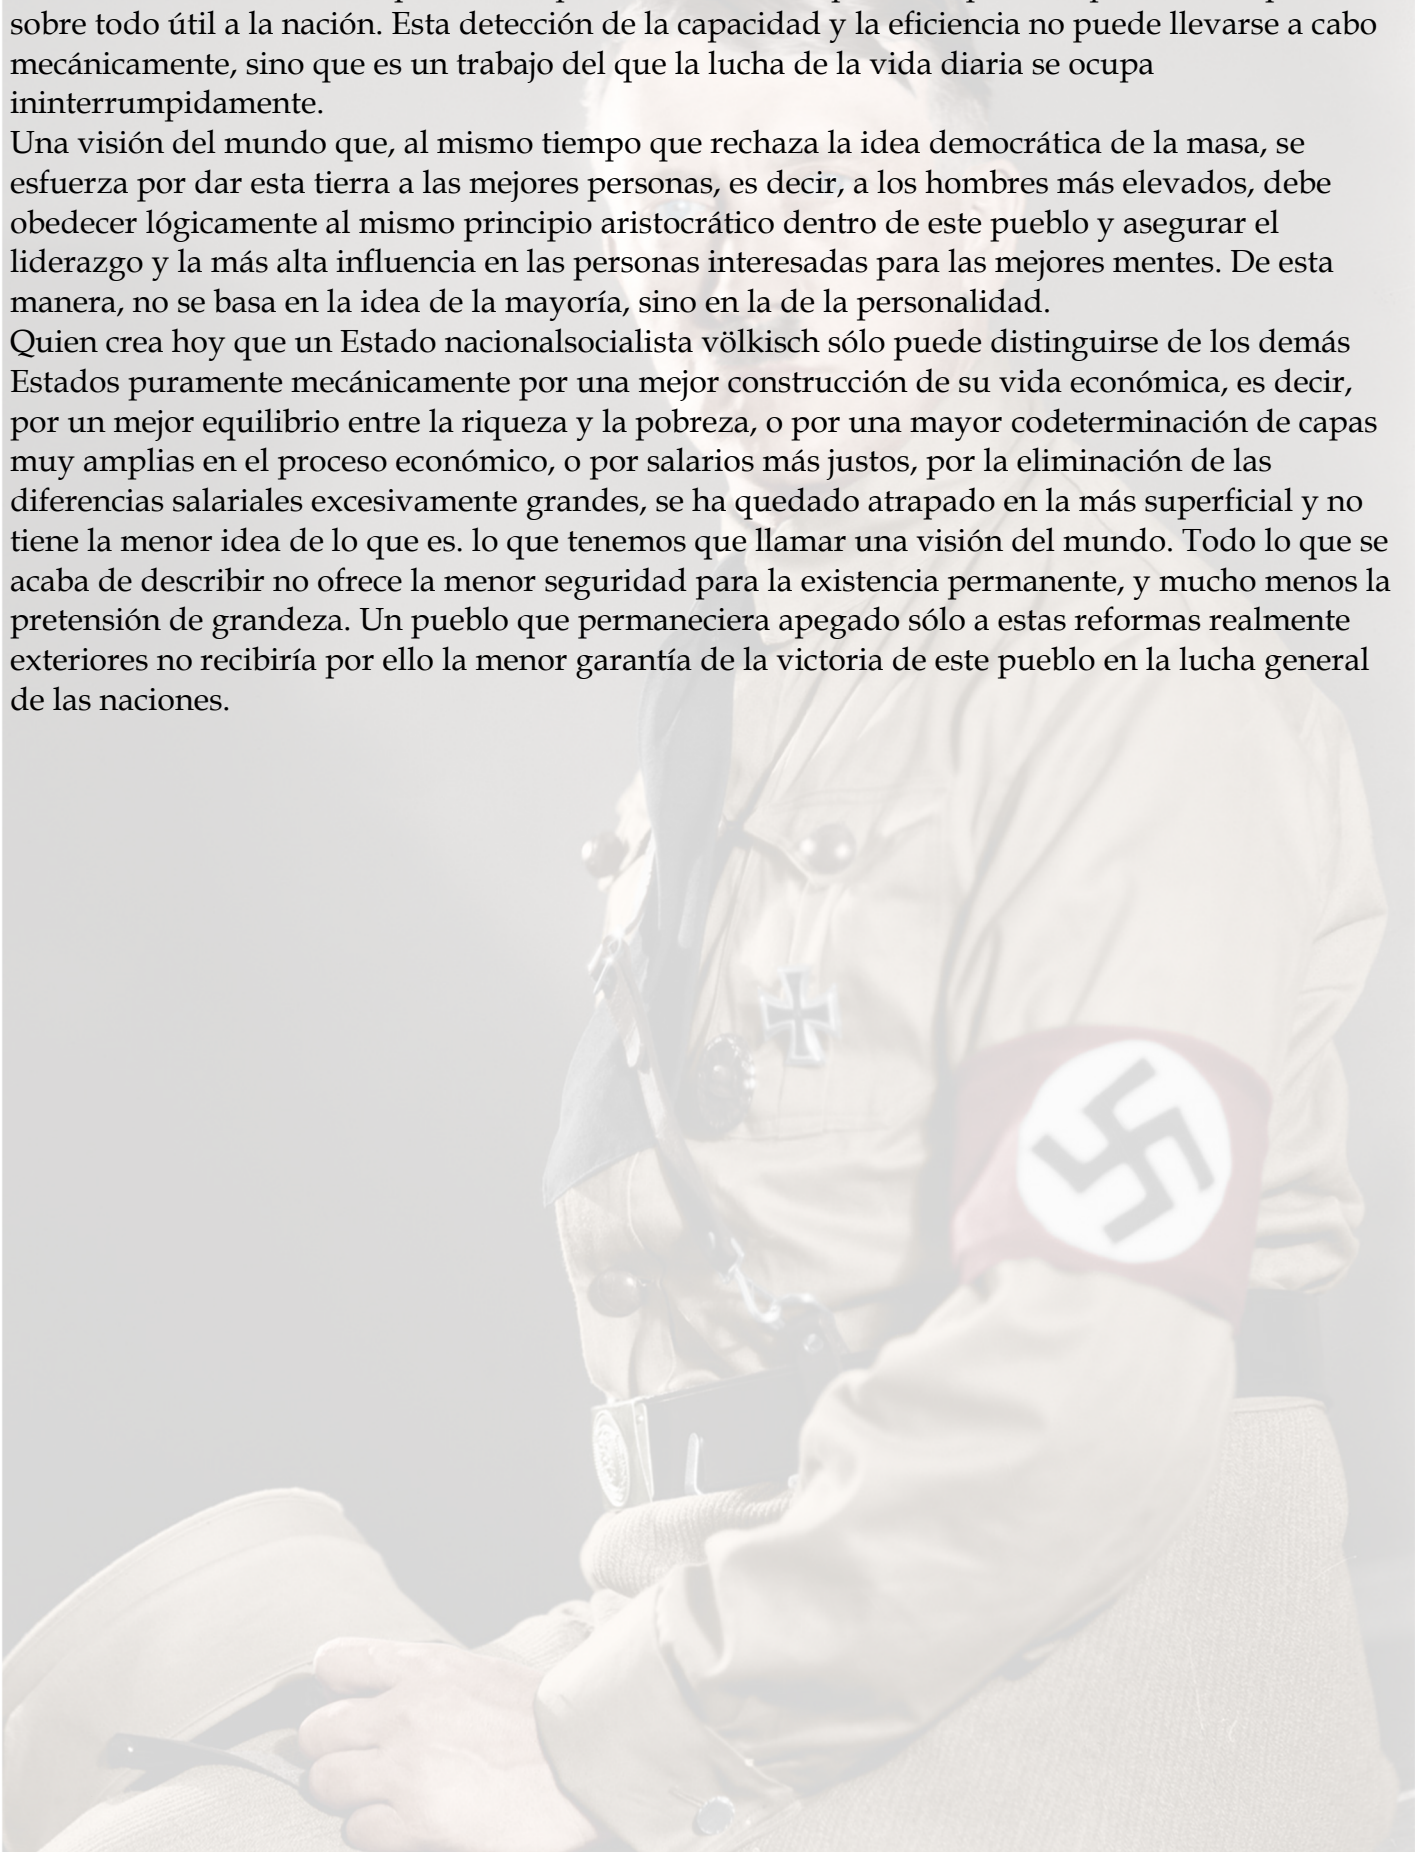 sobre todo útil a la nación. Esta detección de la capacidad y la eficiencia no puede llevarse a cabo
mecánicamente, sino que es un trabajo del que la lucha de la vida diaria se ocupa
ininterrumpidamente.
Una visión del mundo que, al mismo tiempo que rechaza la idea democrática de la masa, se
esfuerza por dar esta tierra a las mejores personas, es decir, a los hombres más elevados, debe
obedecer lógicamente al mismo principio aristocrático dentro de este pueblo y asegurar el
liderazgo y la más alta influencia en las personas interesadas para las mejores mentes. De esta
manera, no se basa en la idea de la mayoría, sino en la de la personalidad.
Quien crea hoy que un Estado nacionalsocialista völkisch sólo puede distinguirse de los demás
Estados puramente mecánicamente por una mejor construcción de su vida económica, es decir,
por un mejor equilibrio entre la riqueza y la pobreza, o por una mayor codeterminación de capas
muy amplias en el proceso económico, o por salarios más justos, por la eliminación de las
diferencias salariales excesivamente grandes, se ha quedado atrapado en la más superficial y no
tiene la menor idea de lo que es. lo que tenemos que llamar una visión del mundo. Todo lo que se
acaba de describir no ofrece la menor seguridad para la existencia permanente, y mucho menos la
pretensión de grandeza. Un pueblo que permaneciera apegado sólo a estas reformas realmente
exteriores no recibiría por ello la menor garantía de la victoria de este pueblo en la lucha general
de las naciones.